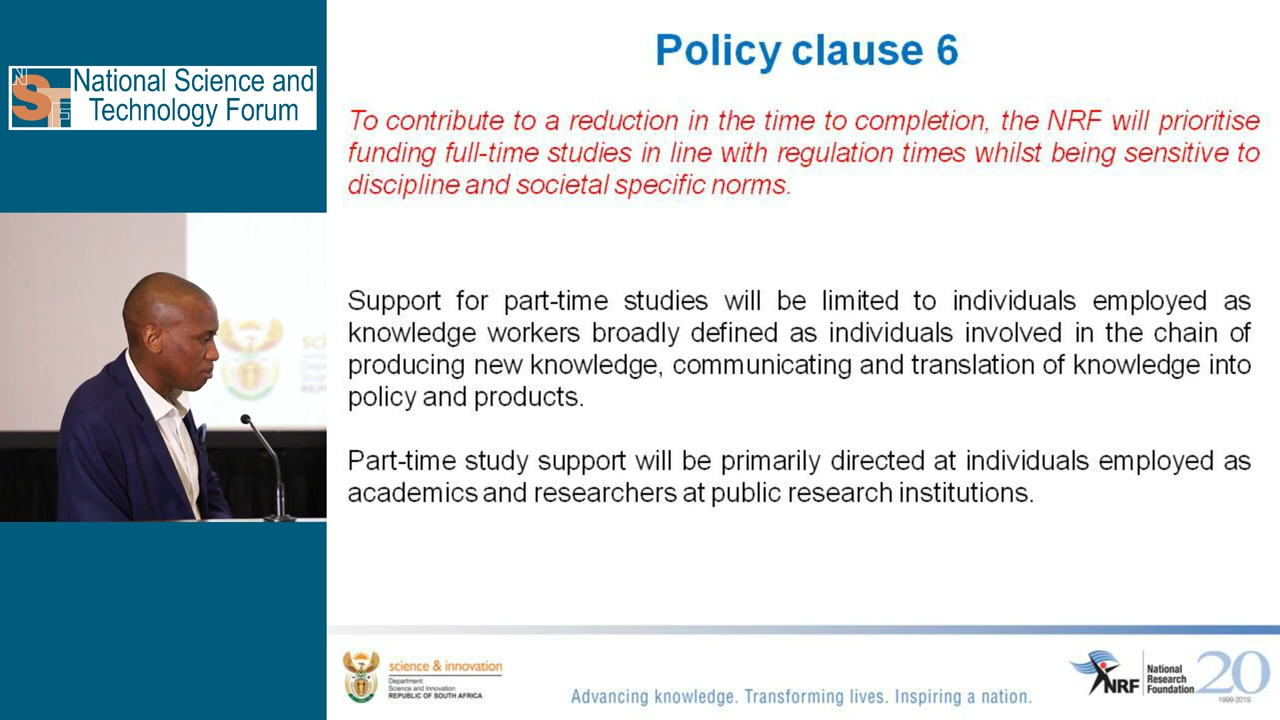 NSTF
National Science and
Technology Forum
Policy clause 6
To contribute to a reduction in the time to completion, the NRF will prioritise
funding full-time studies in line with regulation times whilst being sensitive to
discipline and societal specific norms.
Support for part-time studies will be limited to individuals employed as
knowledge workers broadly defined as individuals involved in the chain of
producing new knowledge, communicating and translation of knowledge into
policy and products.
Part-time study support will be primarily directed at individuals employed as
academics and researchers at public research institutions.
science & innovation
Department:
Science and Innovation
REPUBLIC OF SOUTH AFRICA
Advancing knowledge. Transforming lives. Inspiring a nation.
NRF
National
Research
Foundation
20
1999-2019